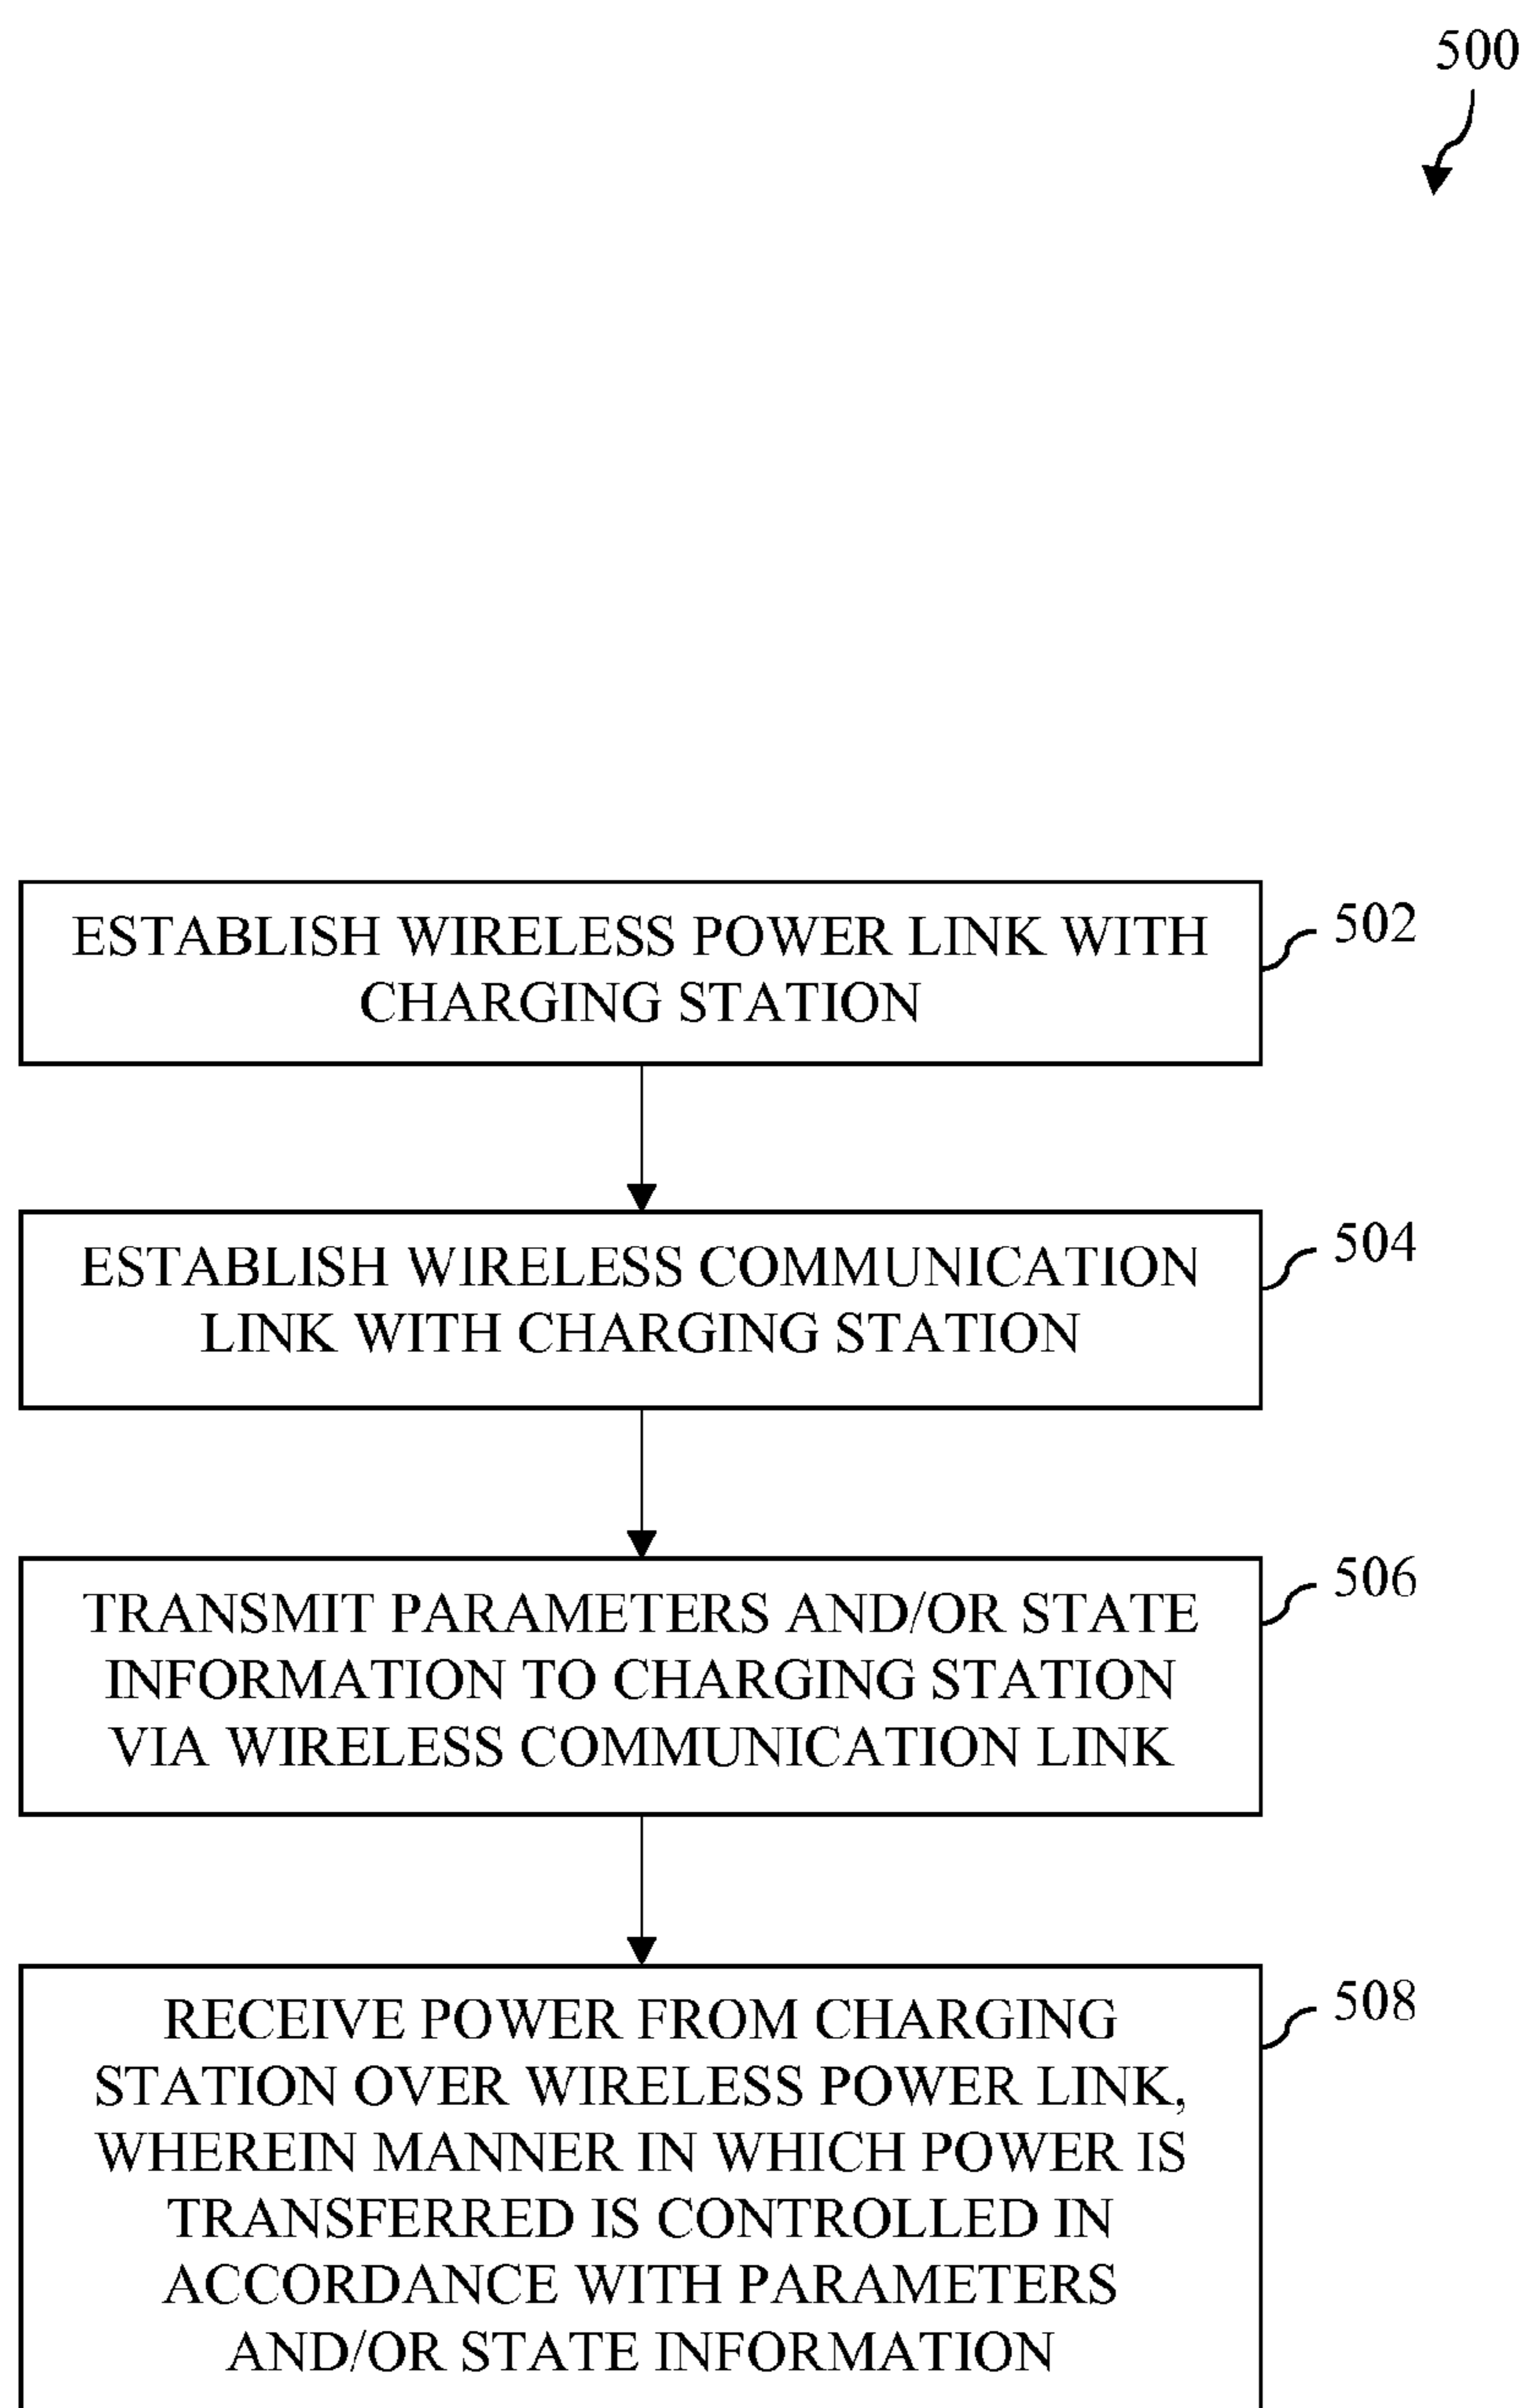 500
ESTABLISH WIRELESS POWER LINK WITH
CHARGING STATION
502
ESTABLISH WIRELESS COMMUNICATION
LINK WITH CHARGING STATION
504
TRANSMIT PARAMETERS AND/OR STATE
INFORMATION TO CHARGING STATION
VIA WIRELESS COMMUNICATION LINK
506
RECEIVE POWER FROM CHARGING
STATION OVER WIRELESS POWER LINK,
WHEREIN MANNER IN WHICH POWER IS
TRANSFERRED IS CONTROLLED IN
ACCORDANCE WITH PARAMETERS
AND/OR STATE INFORMATION
508